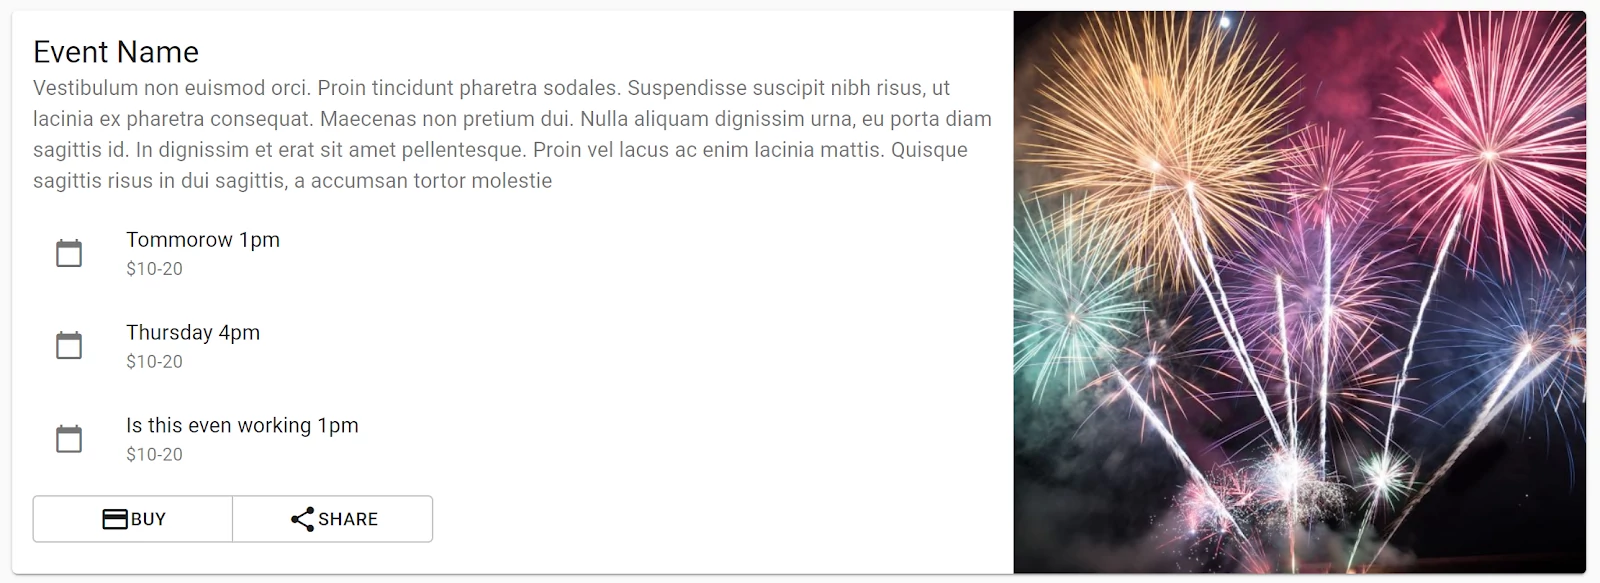 Event Name
Vestibulum non euismod orci. Proin tincidunt pharetra sodales. Suspendisse suscipit nibh risus, ut
lacinia ex pharetra consequat. Maecenas non pretium dui. Nulla aliquam dignissim urna, eu porta diam
sagittis id. In dignissim et erat sit amet pellentesque. Proin vel lacus ac enim lacinia mattis. Quisque
sagittis risus in dui sagittis, a accumsan tortor molestie
Tommorow 1pm
$10-20
Thursday 4pm
$10-20
Is this even working 1pm
$10-20
BUY SHARE